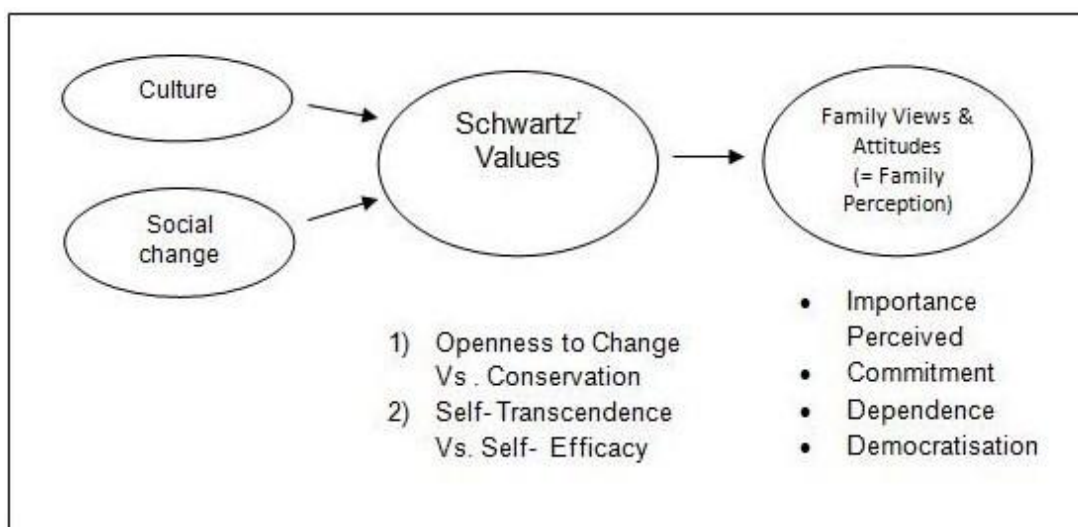 Culture
Social
change
Schwartz'
Values
Family Views &
Attitudes
(= Family
Perception)
1) Openness to Change
Vs . Conservation
2) Self- Transcendence
Vs. Self- Efficacy
• Importance
Perceived
• Commitment
• Dependence
• Democratisation